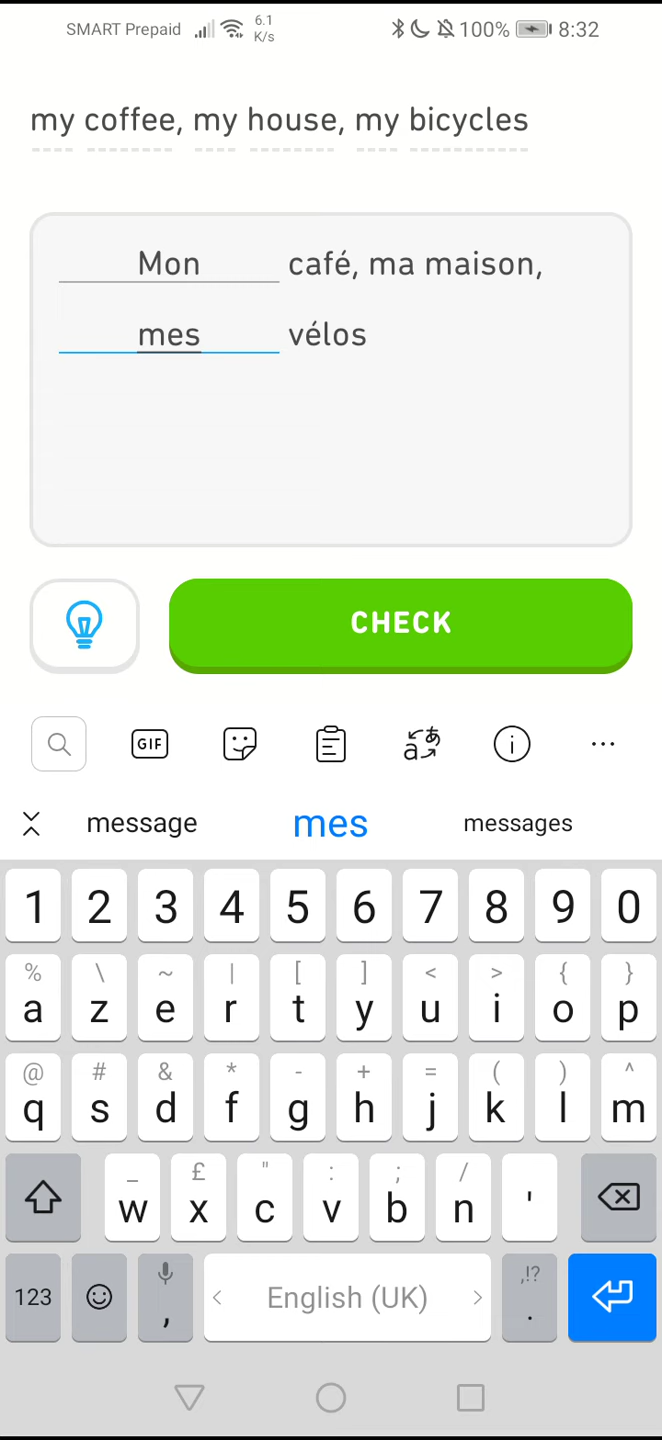 SMART Prepaid 6.1 K/s 100% 8:32
my coffee, my house, my bicycles
Mon café, ma maison,
mes vélos
CHECK
GIF
message mes messages
1 2 3 4 5 6 7 8 9 0
% \ ~ | [ ] < > { }
a z e r t y u i o p
@ # & * - + = ( ) ^
q s d f g h j k l m
_ £ " : ; /
w x c v b n '
123 , English (UK) ,!? .